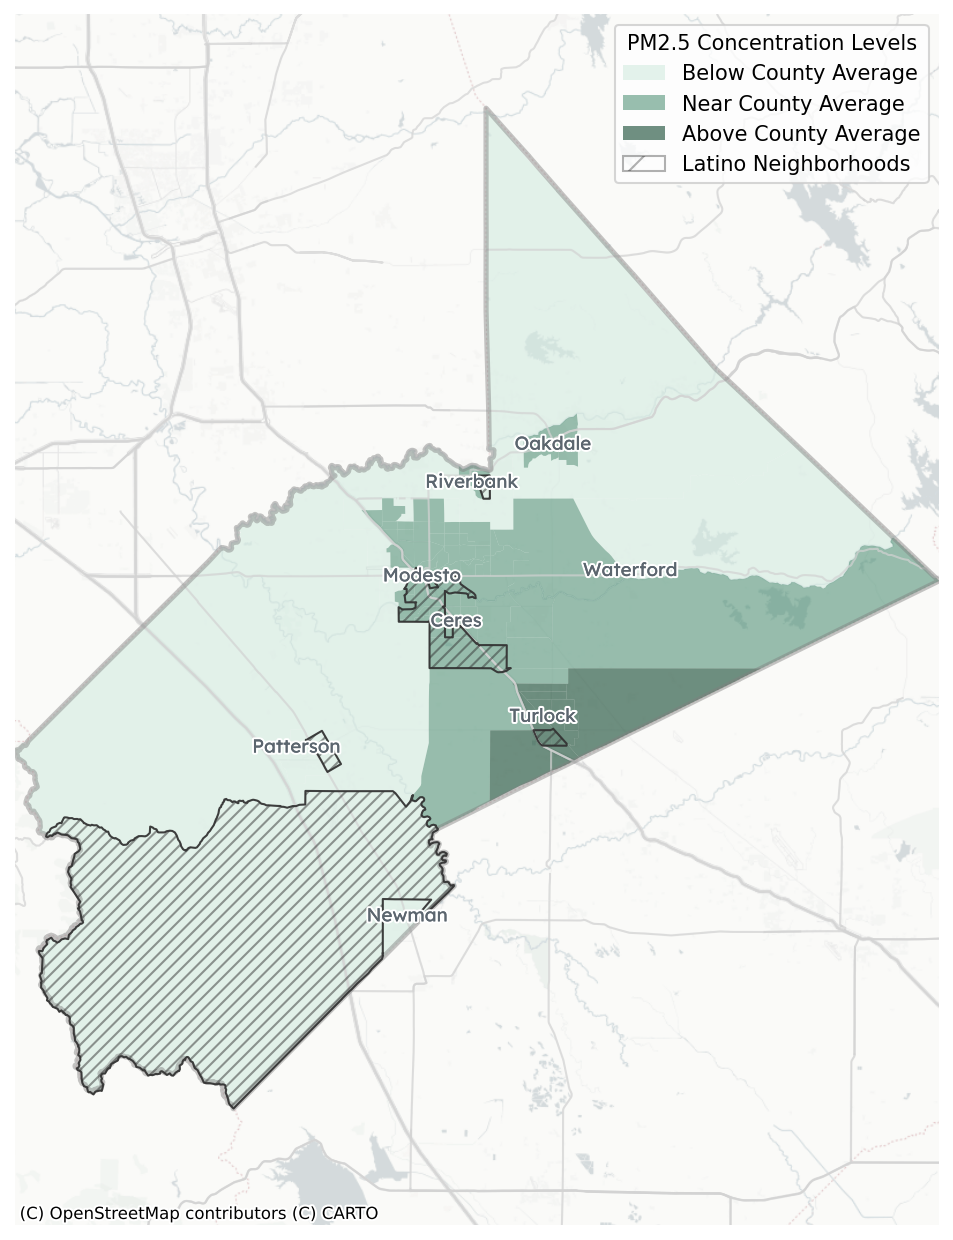 PM2.5 Concentration Levels
Below County Average
Near County Average
Above County Average
Latino Neighborhoods
Oakdale
Riverbank
Waterford
Modesto
Ceres
Turlock
Patterson
Newman
(C) OpenStreetMap contributors (C) CARTO